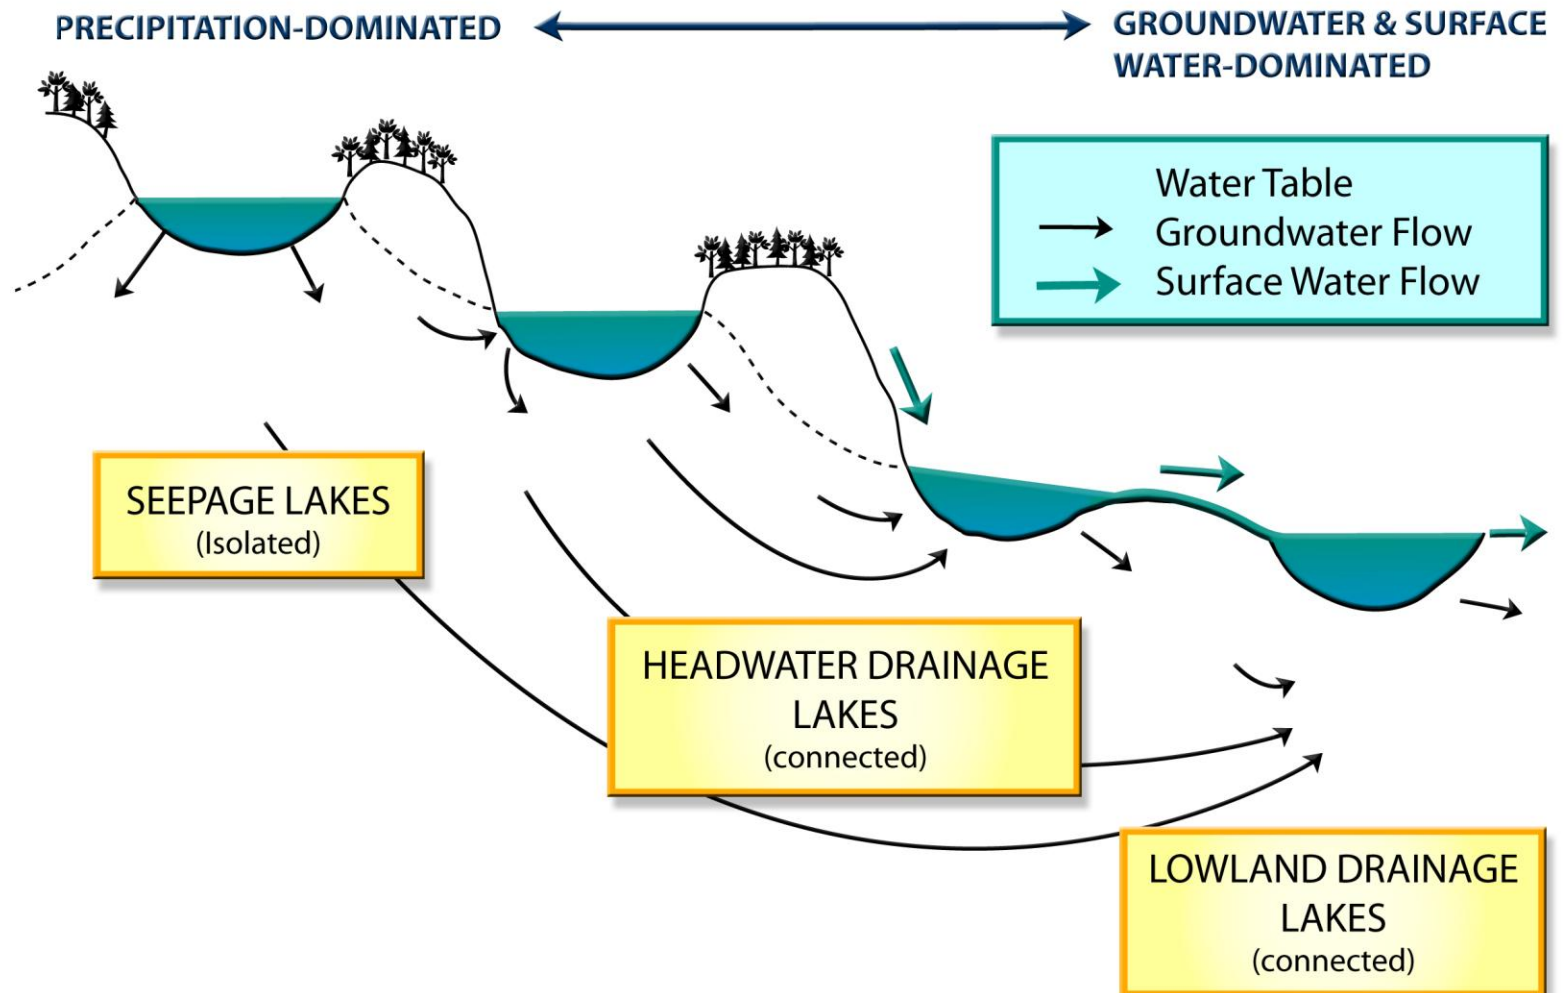 PRECIPITATION-DOMINATED
GROUNDWATER & SURFACE
WATER-DOMINATED
Water Table
Groundwater Flow
Surface Water Flow
SEEPAGE LAKES
(Isolated)
HEADWATER DRAINAGE
LAKES
(connected)
LOWLAND DRAINAGE
LAKES
(connected)